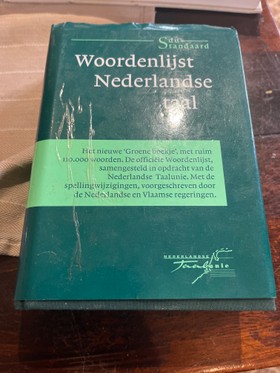 Sdu
Standaard
Woordenlijst
Nederlandse
taal
Het nieuwe 'Groene boekje', met ruim
110.000 woorden. De officiële Woordenlijst,
samengesteld in opdracht van de
Nederlandse Taalunie. Met de
spellingwijzigingen, voorgeschreven door
de Nederlandse en Vlaamse regeringen.
NEDERLANDSE
Taalunie